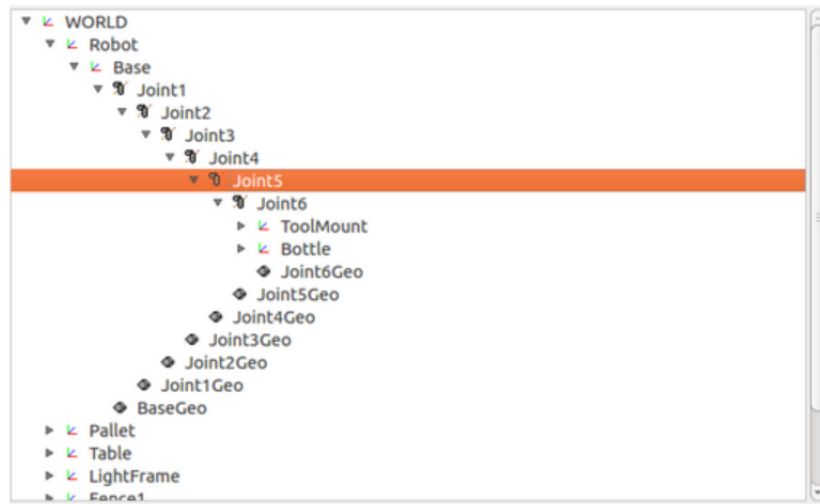 WORLD
Robot
Base
Joint1
Joint2
Joint3
Joint4
Joint5
Joint6
ToolMount
Bottle
Joint6Geo
Joint5Geo
Joint4Geo
Joint3Geo
Joint2Geo
Joint1Geo
BaseGeo
Pallet
Table
LightFrame
Fence1